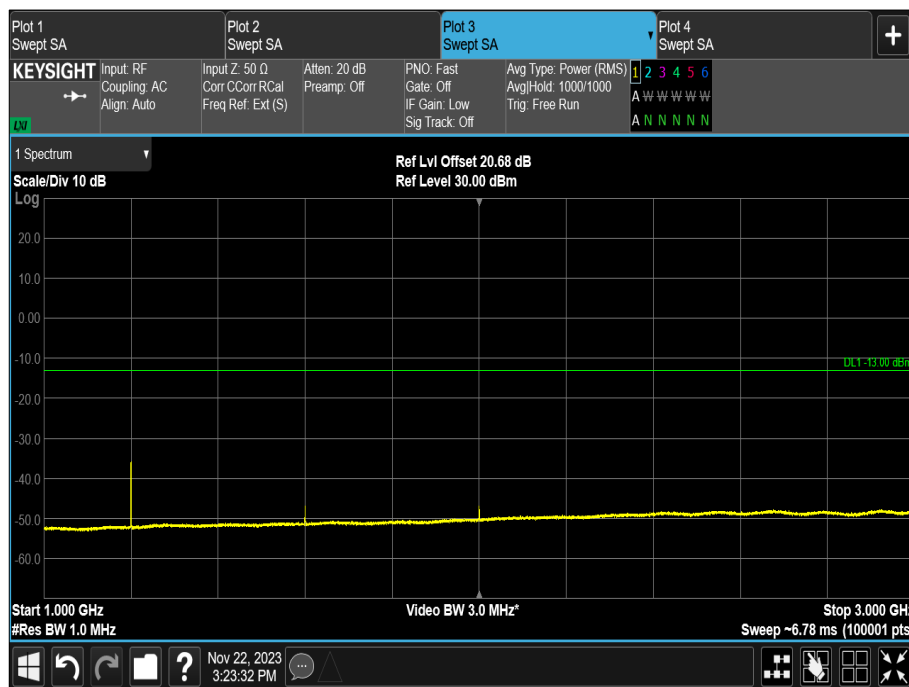 Plot 1
Swept SA
Plot 2
Swept SA
Plot 3
Swept SA
Plot 4
Swept SA
KEYSIGHT
LXI
Input: RF
Coupling: AC
Align: Auto
Input Z: 50 Ω
Corr CCorr RCal
Freq Ref: Ext (S)
Atten: 20 dB
Preamp: Off
PNO: Fast
Gate: Off
IF Gain: Low
Sig Track: Off
Avg Type: Power (RMS)
Avg|Hold: 1000/1000
Trig: Free Run
1 2 3 4 5 6
A W W W W W
A N N N N N
1 Spectrum
Scale/Div 10 dB
Ref Lvl Offset 20.68 dB
Ref Level 30.00 dBm
Log
20.0
10.0
0.00
-10.0
DL1 -13.00 dBm
-20.0
-30.0
-40.0
-50.0
-60.0
Start 1.000 GHz
#Res BW 1.0 MHz
Video BW 3.0 MHz*
Stop 3.000 GHz
Sweep ~6.78 ms (100001 pts)
?
Nov 22, 2023
3:23:32 PM